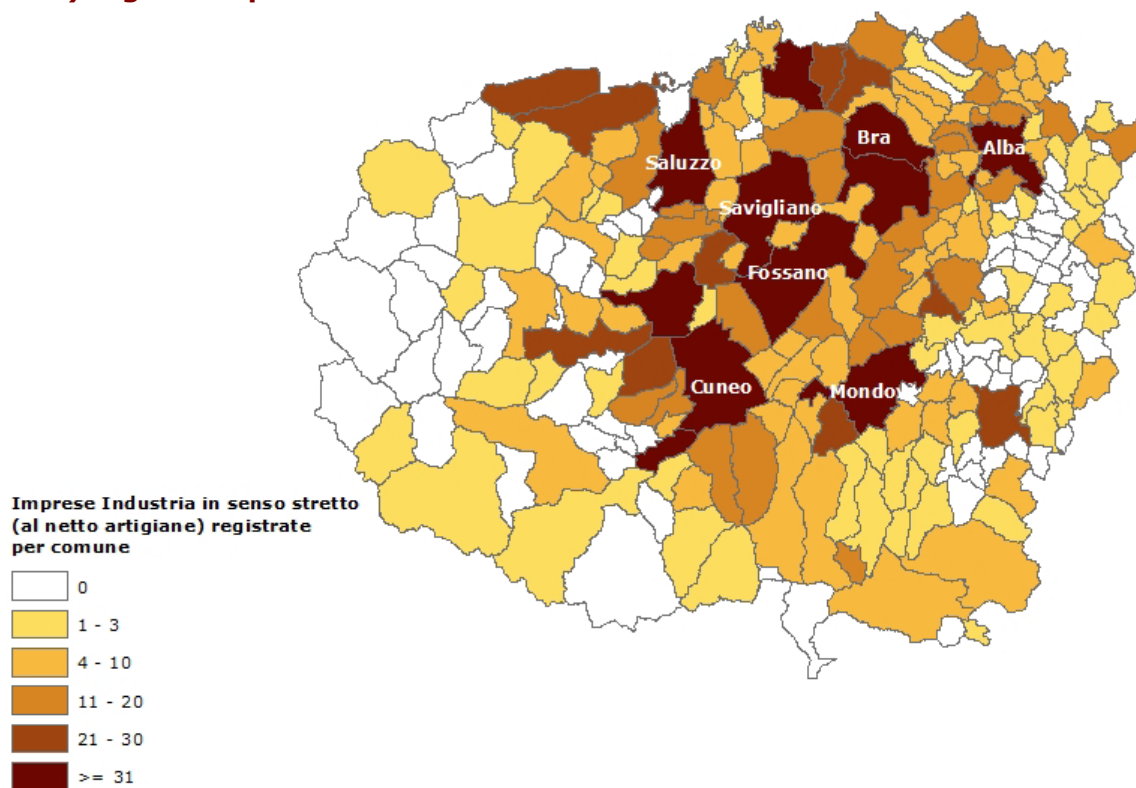 Bra
Alba
Saluzzo
Savigliano
Fossano
Cuneo
Mondovì
Imprese Industria in senso stretto
(al netto artigiane) registrate
per comune
0
1 - 3
4 - 10
11 - 20
21 - 30
>= 31